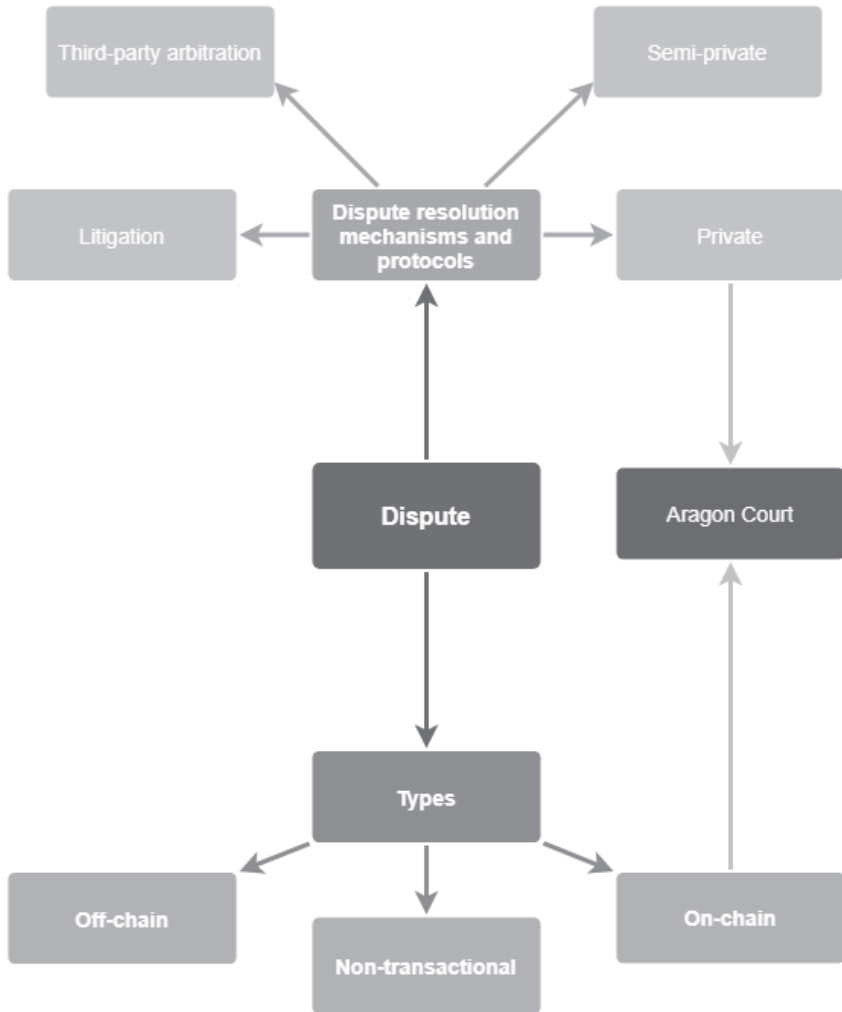 Third-party arbitration
Semi-private
Litigation
Dispute resolution
mechanisms and
protocols
Private
Dispute
Aragon Court
Types
Off-chain
Non-transactional
On-chain